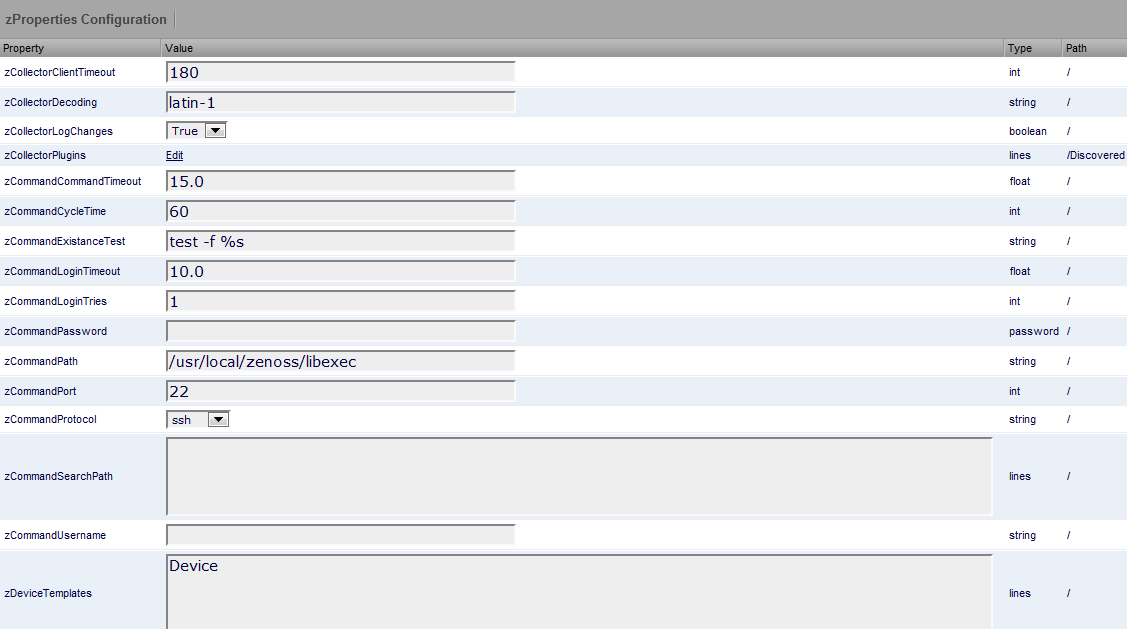 zProperties Configuration
Property Value Type Path
zCollectorClientTimeout 180 int /
zCollectorDecoding latin-1 string /
zCollectorLogChanges True boolean /
zCollectorPlugins Edit lines /Discovered
zCommandCommandTimeout 15.0 float /
zCommandCycleTime 60 int /
zCommandExistanceTest test -f %s string /
zCommandLoginTimeout 10.0 float /
zCommandLoginTries 1 int /
zCommandPassword password /
zCommandPath /usr/local/zenoss/libexec string /
zCommandPort 22 int /
zCommandProtocol ssh string /
zCommandSearchPath lines /
zCommandUsername string /
zDeviceTemplates Device lines /